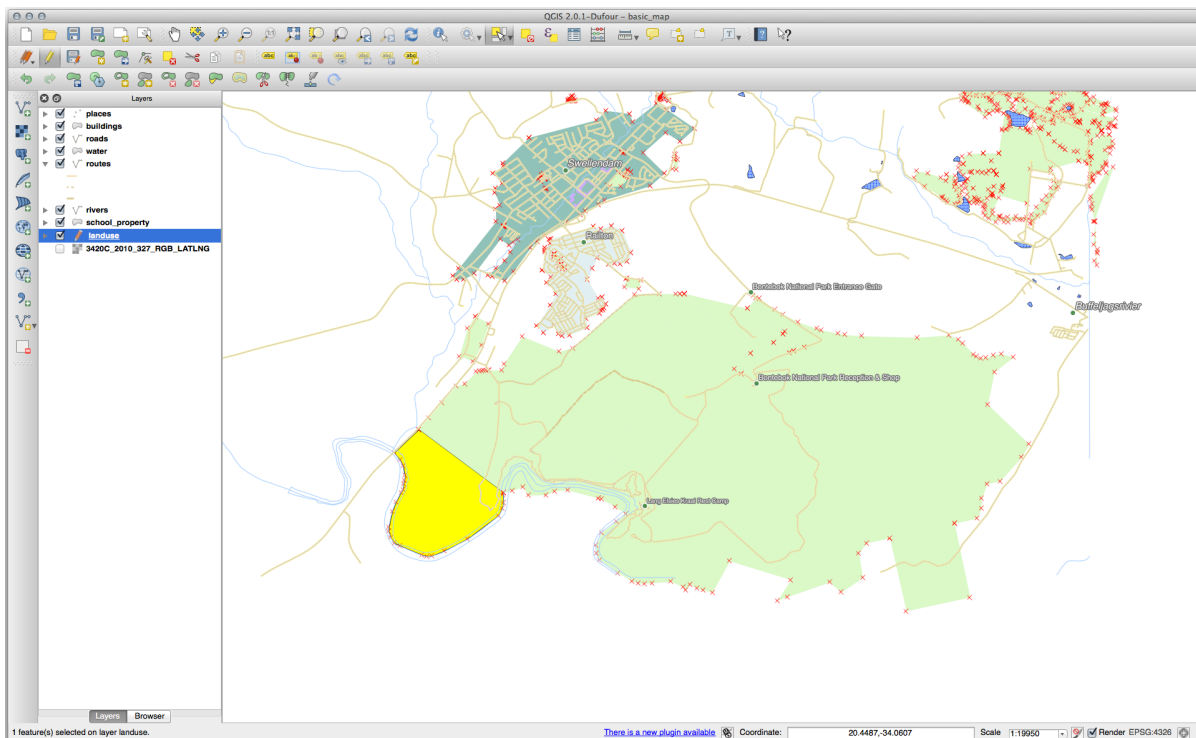 QGIS 2.0.1-Dufour - basic_map
Layers
places
buildings
roads
water
routes
rivers
school_property
landuse
3420C_2010_327_RGB_LATLNG
Swellendam
Railton
Bontebok National Park Entrance Gate
Buffeljagsrivier
Bontebok National Park Reception & Shop
Lang Elsies Kraal Rest Camp
Layers Browser
1 feature(s) selected on layer landuse. There is a new plugin available Coordinate: 20.4487,-34.0607 Scale 1:19950 Render EPSG:4326